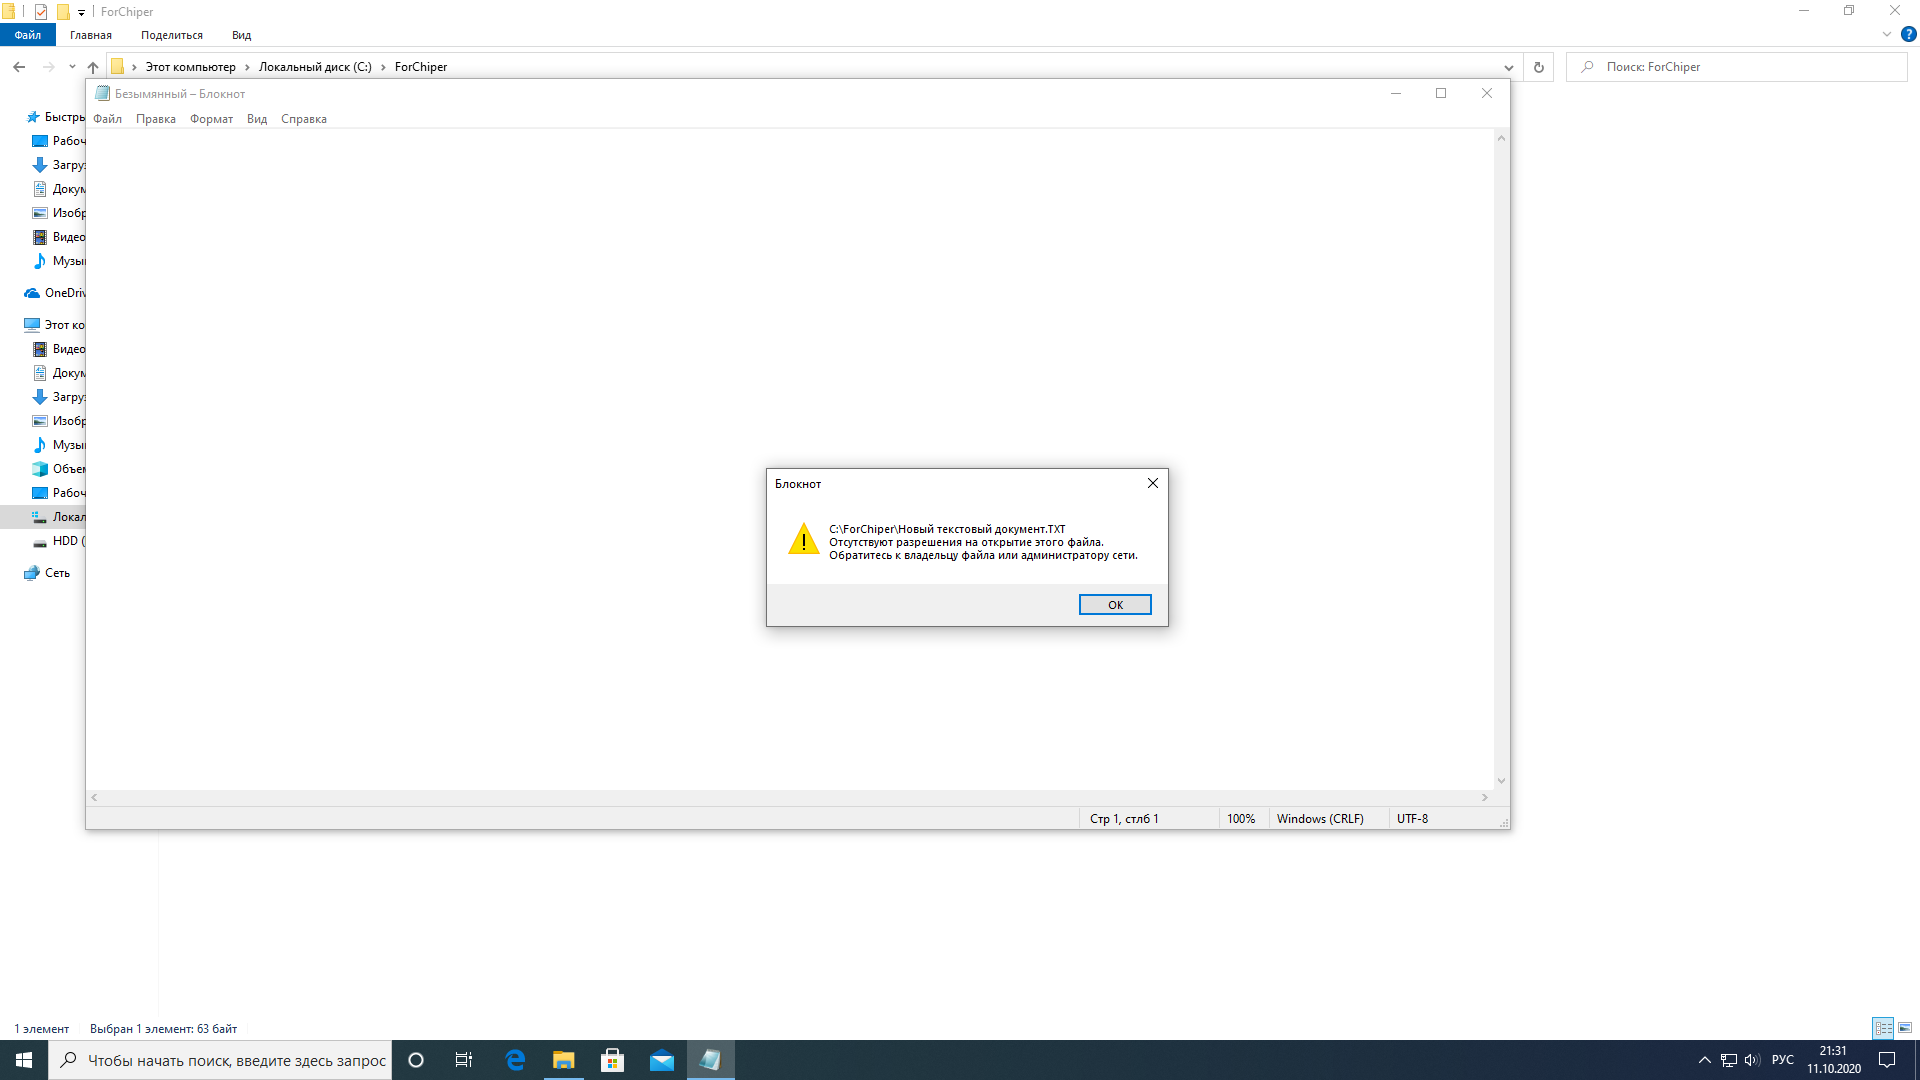 ForChiper
Файл Главная Поделиться Вид
Этот компьютер Локальный диск (C:) ForChiper
Поиск: ForChiper
Безымянный – Блокнот
Файл Правка Формат Вид Справка
Быстры
Рабоч
Загруз
Докум
Изобр
Видео
Музы
OneDriv
Этот ко
Видео
Докум
Загруз
Изобр
Музы
Объем
Рабоч
Локал
HDD (
Сеть
Блокнот
C:\ForChiper\Новый текстовый документ.TXT
Отсутствуют разрешения на открытие этого файла.
Обратитесь к владельцу файла или администратору сети.
ОК
Стр 1, стлб 1 100% Windows (CRLF) UTF-8
1 элемент Выбран 1 элемент: 63 байт
Чтобы начать поиск, введите здесь запрос
РУС
21:31
11.10.2020